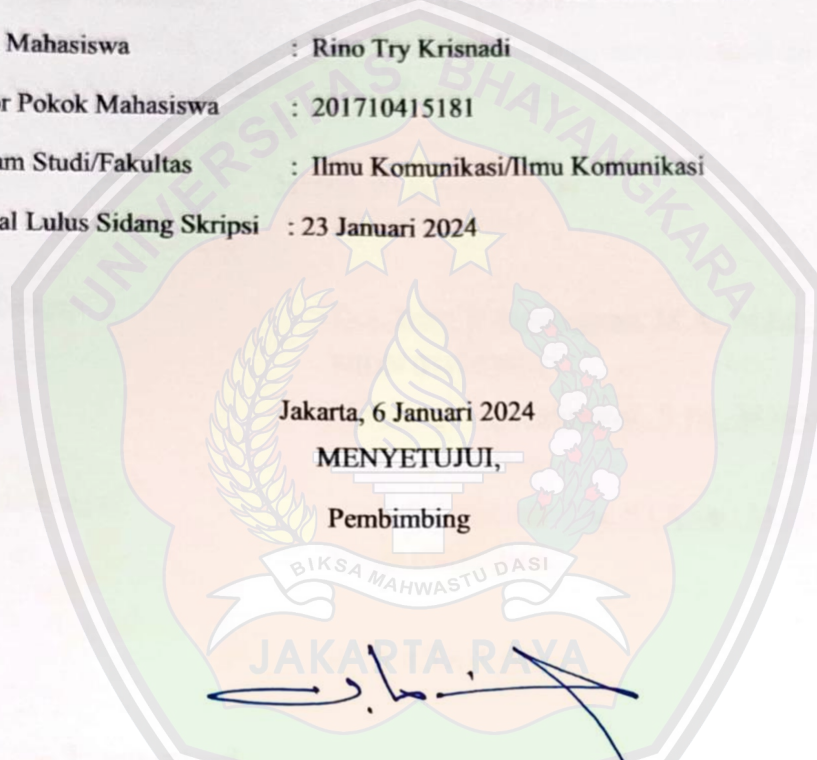 Mahasiswa : Rino Try Krisnadi
r Pokok Mahasiswa : 201710415181
am Studi/Fakultas : Ilmu Komunikasi/Ilmu Komunikasi
al Lulus Sidang Skripsi : 23 Januari 2024
UNIVERSITAS BHAYANGKARA
Jakarta, 6 Januari 2024
MENYETUJUI,
Pembimbing
BIKSA MAHWASTU DASI
JAKARTA RAYA